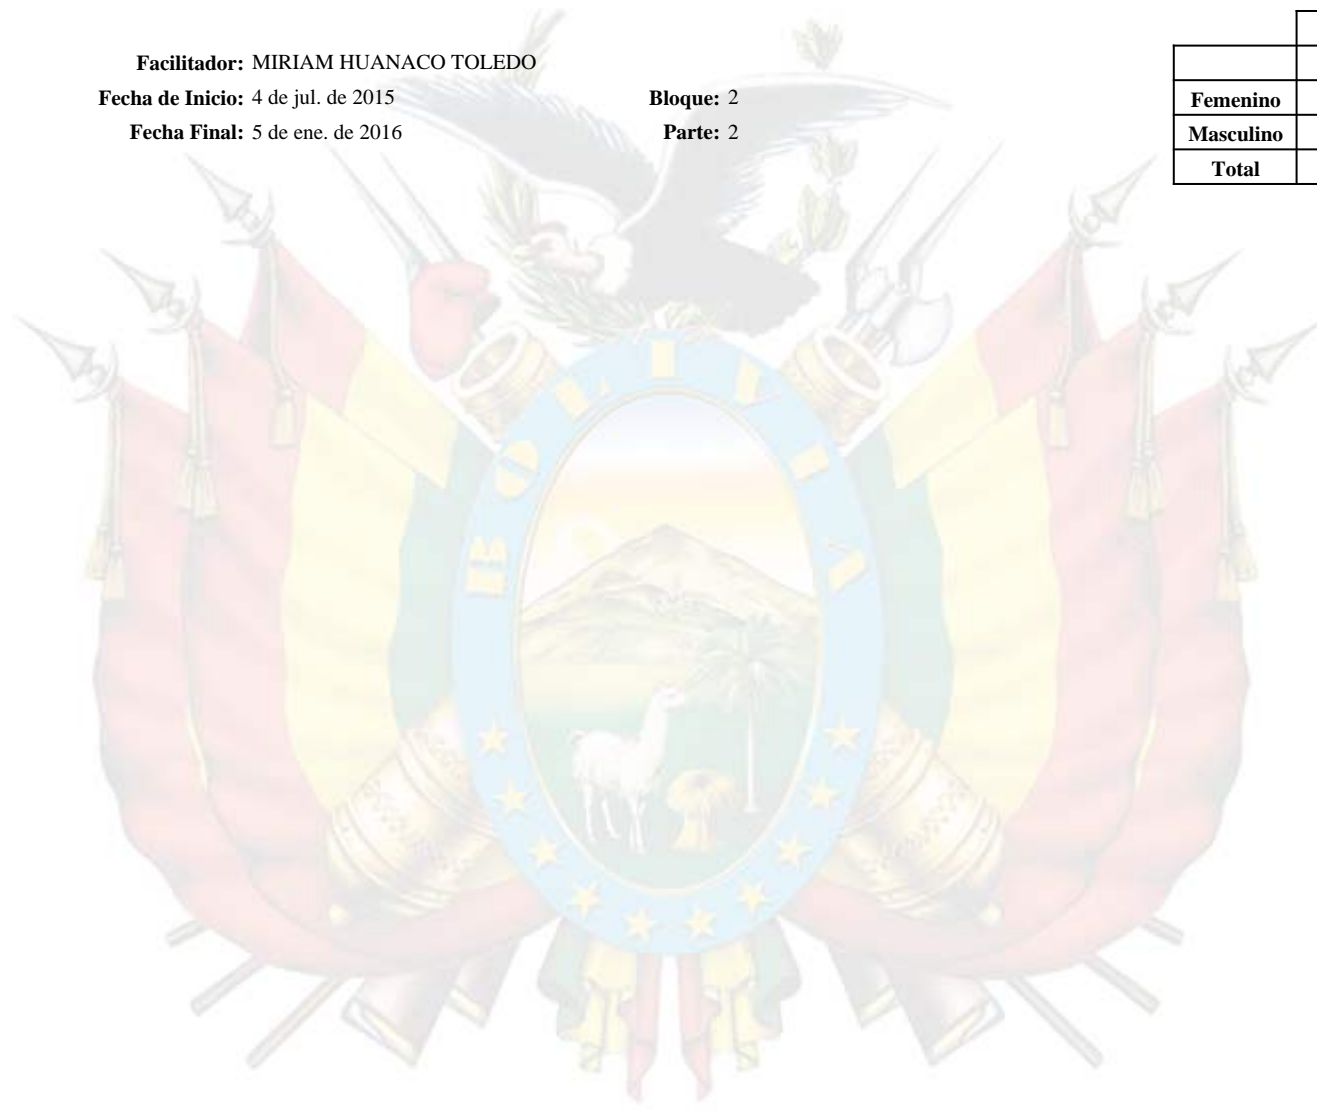 Facilitador: MIRIAM HUANACO TOLEDO
Fecha de Inicio: 4 de jul. de 2015 Bloque: 2
Fecha Final: 5 de ene. de 2016 Parte: 2
Femenino
Masculino
Total
BOLIVIA